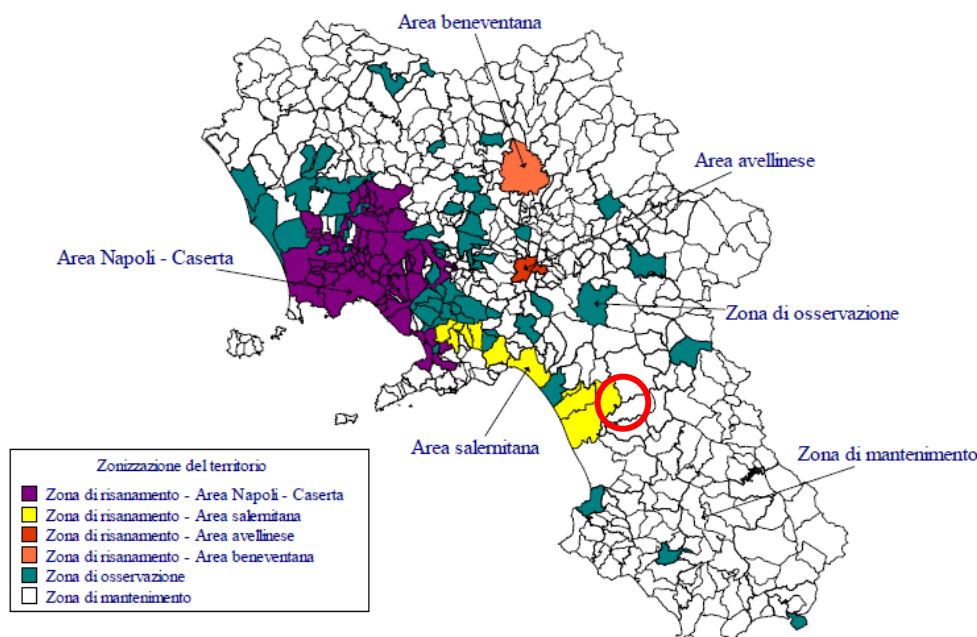 Area beneventana
Area avellinese
Area Napoli - Caserta
Zona di osservazione
Area salernitana
Zona di mantenimento
Zonizzazione del territorio
Zona di risanamento - Area Napoli - Caserta
Zona di risanamento - Area salernitana
Zona di risanamento - Area avellinese
Zona di risanamento - Area beneventana
Zona di osservazione
Zona di mantenimento